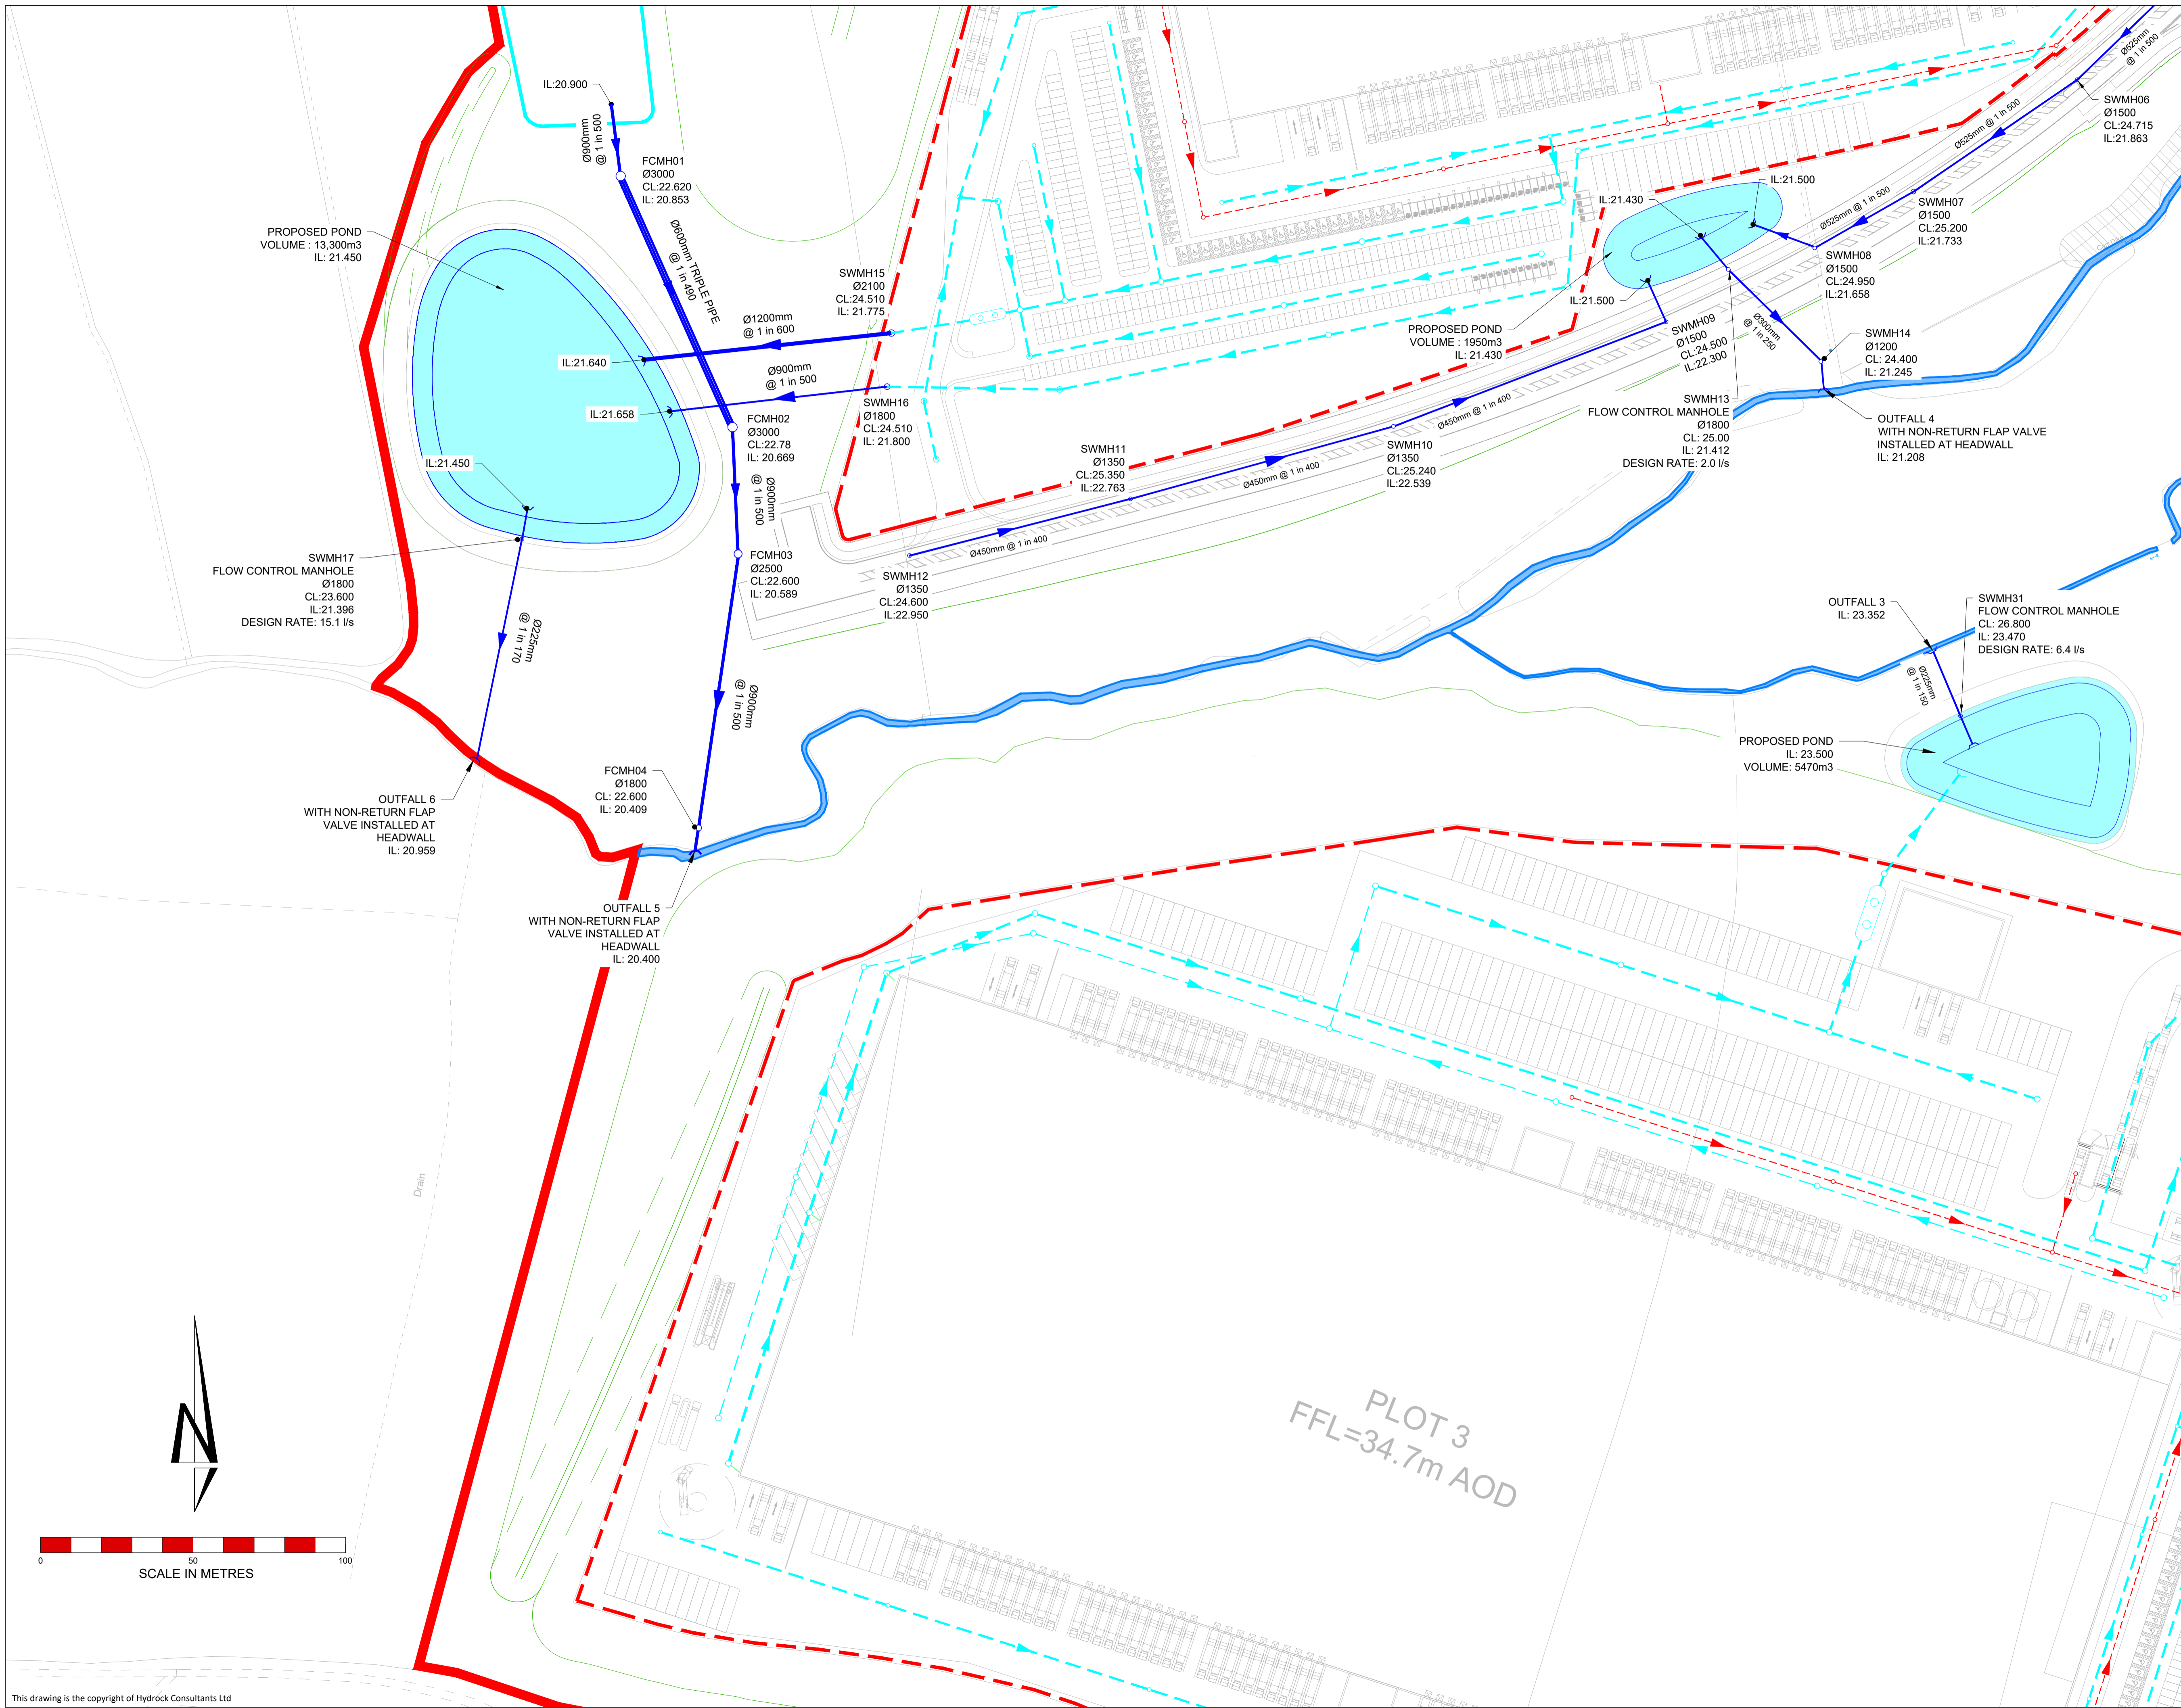 IL:20.900
Ø900mm
@ 1 in 500
FCMH01
Ø3000
CL:22.620
IL: 20.853
Ø600mm TRIPLE PIPE
@ 1 in 490
PROPOSED POND
VOLUME : 13,300m3
IL: 21.450
SWMH15
Ø2100
CL:24.510
IL: 21.775
Ø1200mm
@ 1 in 600
IL:21.640
Ø900mm
@ 1 in 500
IL:21.658
SWMH16
Ø1800
CL:24.510
IL: 21.800
FCMH02
Ø3000
CL:22.78
IL: 20.669
IL:21.450
Ø900mm
@ 1 in 500
SWMH17
FLOW CONTROL MANHOLE
Ø1800
CL:23.600
IL:21.396
DESIGN RATE: 15.1 l/s
FCMH03
Ø2500
CL:22.600
IL: 20.589
Ø225mm
@ 1 in 170
Ø900mm
@ 1 in 500
FCMH04
Ø1800
CL: 22.600
IL: 20.409
OUTFALL 6
WITH NON-RETURN FLAP
VALVE INSTALLED AT
HEADWALL
IL: 20.959
OUTFALL 5
WITH NON-RETURN FLAP
VALVE INSTALLED AT
HEADWALL
IL: 20.400
SWMH12
Ø1350
CL:24.600
IL:22.950
Ø450mm @ 1 in 400
SWMH11
Ø1350
CL:25.350
IL:22.763
Ø450mm @ 1 in 400
SWMH10
Ø1350
CL:25.240
IL:22.539
Ø450mm @ 1 in 400
SWMH09
Ø1500
CL:24.500
IL:22.300
PROPOSED POND
VOLUME : 1950m3
IL: 21.430
IL:21.430
IL:21.500
IL:21.500
Ø525mm
@ 1 in 500
SWMH06
Ø1500
CL:24.715
IL:21.863
Ø525mm @ 1 in 500
SWMH07
Ø1500
CL:25.200
IL:21.733
Ø525mm @ 1 in 500
SWMH08
Ø1500
CL:24.950
IL:21.658
Ø300mm
@ 1 in 250
SWMH14
Ø1200
CL: 24.400
IL: 21.245
SWMH13
FLOW CONTROL MANHOLE
Ø1800
CL: 25.00
IL: 21.412
DESIGN RATE: 2.0 l/s
OUTFALL 4
WITH NON-RETURN FLAP VALVE
INSTALLED AT HEADWALL
IL: 21.208
OUTFALL 3
IL: 23.352
SWMH31
FLOW CONTROL MANHOLE
CL: 26.800
IL: 23.470
DESIGN RATE: 6.4 l/s
Ø225mm
@ 1 in 150
PROPOSED POND
IL: 23.500
VOLUME: 5470m3
Drain
PLOT 3
FFL=34.7m AOD
N
0 50 100
SCALE IN METRES
This drawing is the copyright of Hydrock Consultants Ltd